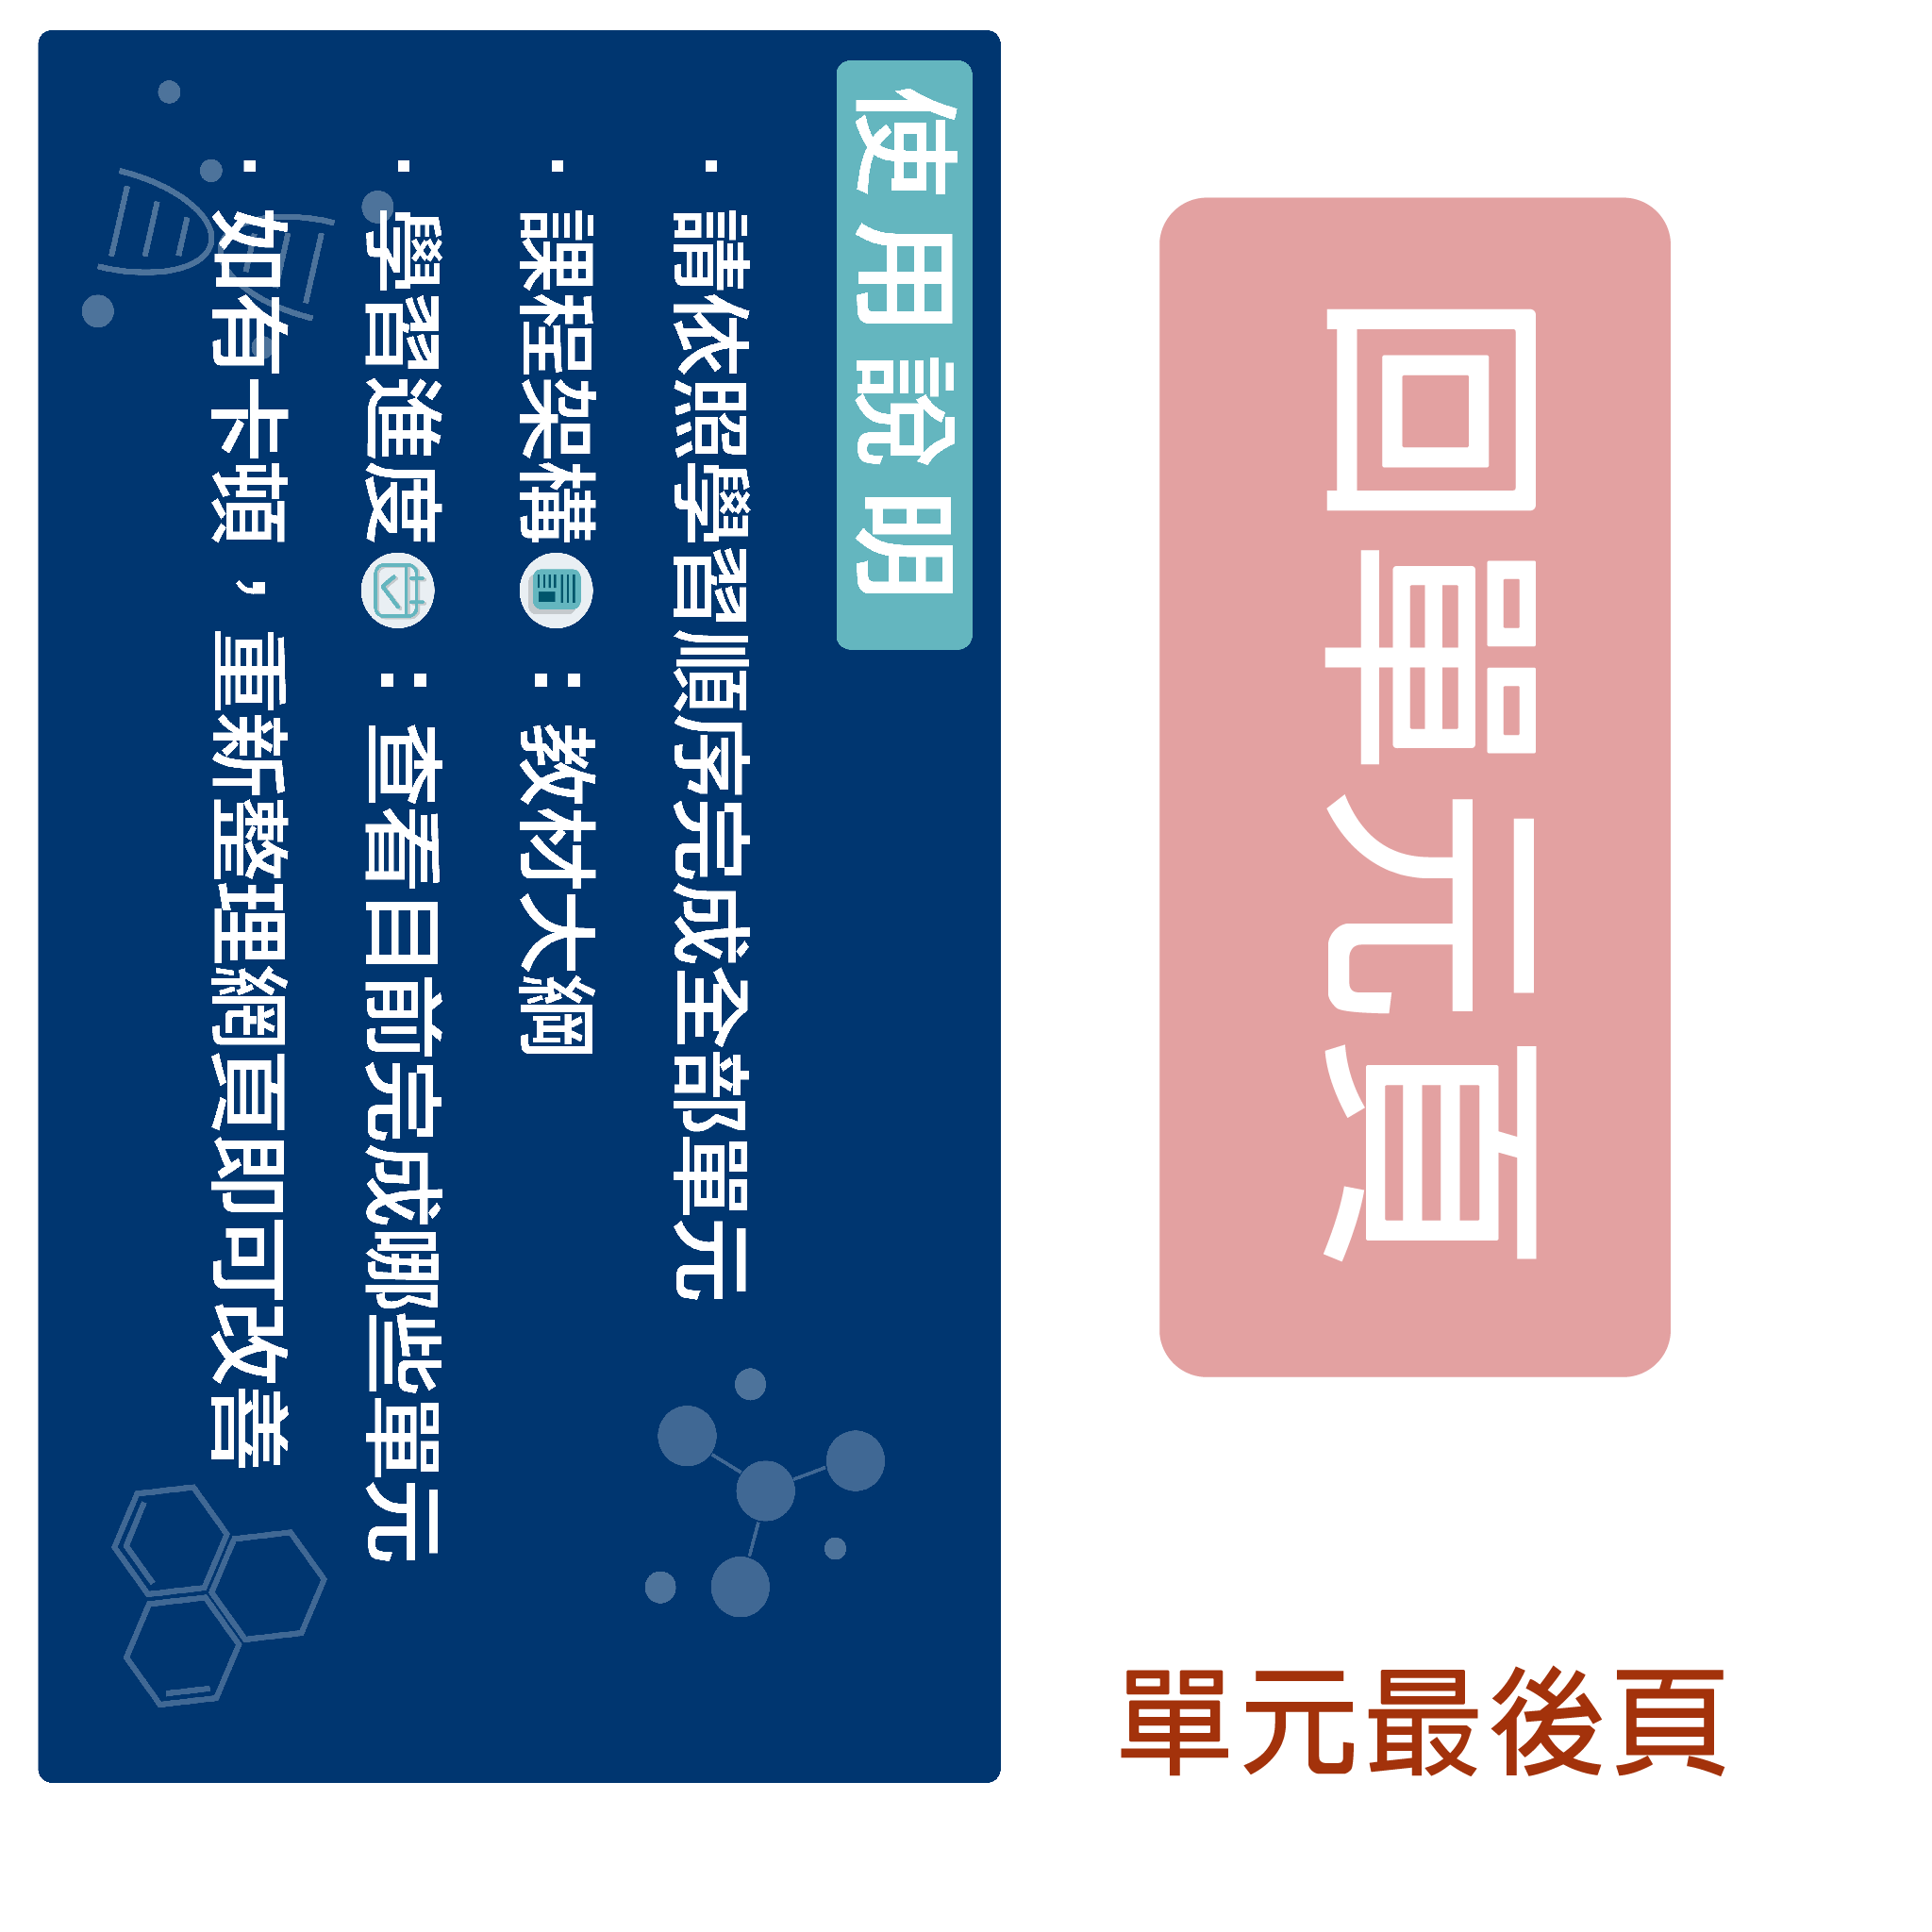 使用說明
· 請依照學習順序完成全部單元
· 課程架構 : 教材大綱
· 學習進度 : 查看目前完成哪些單元
· 如有卡頓，重新整理網頁即可改善
回單元頁
單元最後頁